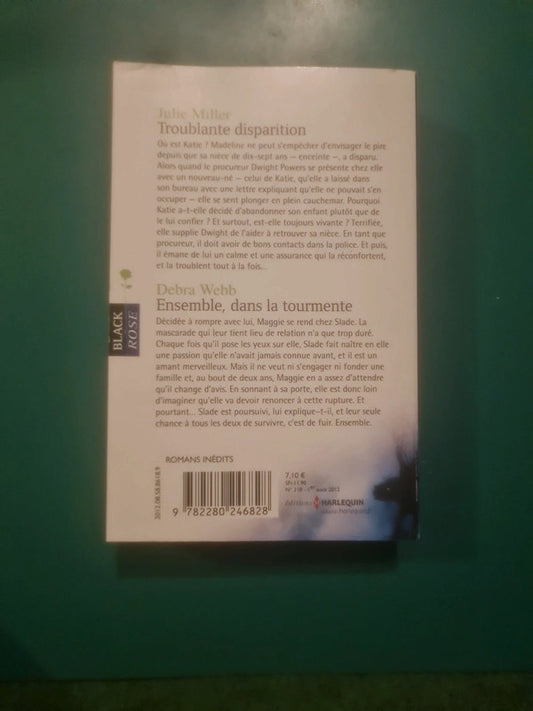 Julie Miller
Troublante disparition
Où est Katie ? Madeline ne peut s'empêcher d'envisager le pire
depuis que sa nièce de dix-sept ans – enceinte –, a disparu.
Alors quand le procureur Dwight Powers se présente chez elle
avec un nouveau-né – celui de Katie, qu'elle a laissé dans
son bureau avec une lettre expliquant qu'elle ne pouvait s'en
occuper – elle se sent plonger en plein cauchemar. Pourquoi
Katie a-t-elle décidé d'abandonner son enfant plutôt que de
le lui confier ? Et surtout, est-elle toujours vivante ? Terrifiée,
elle supplie Dwight de l'aider à retrouver sa nièce. En tant que
procureur, il doit avoir de bons contacts dans la police. Et puis,
il émane de lui un calme et une assurance qui la réconfortent,
et la troublent tout à la fois...
Debra Webb
Ensemble, dans la tourmente
Décidée à rompre avec lui, Maggie se rend chez Slade. La
mascarade qui leur tient lieu de relation n'a que trop duré.
Chaque fois qu'il pose les yeux sur elle, Slade fait naître en elle
une passion qu'elle n'avait jamais connue avant, et il est un
amant merveilleux. Mais il ne veut ni s'engager ni fonder une
famille et, au bout de deux ans, Maggie en a assez d'attendre
qu'il change d'avis. En sonnant à sa porte, elle est donc loin
d'imaginer qu'elle va devoir renoncer à cette rupture. Et
pourtant... Slade est poursuivi, lui explique-t-il, et leur seule
chance à tous les deux de survivre, c'est de fuir. Ensemble.
BLACK
ROSE
ROMANS INÉDITS
2012.08.58.8618.9
9 782280 246828
7,10 €
SFr 11.90
N° 218 - 1er août 2012
éditions HARLEQUIN